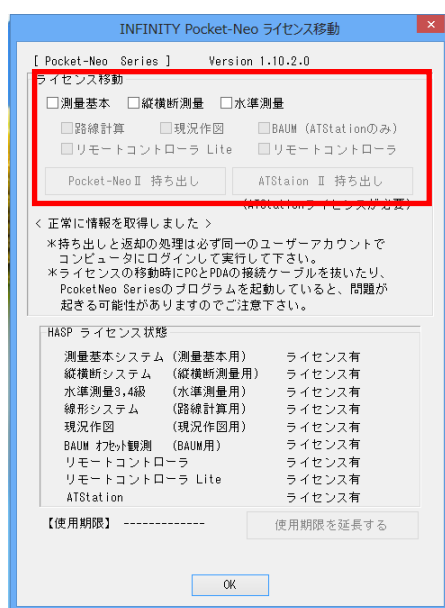 INFINITY Pocket-Neo ライセンス移動
[ Pocket-Neo Series ] Version 1.10.2.0
ライセンス移動
測量基本 縦横断測量 水準測量
路線計算 現況作図 BAUM (ATStationのみ)
リモートコントローラ Lite リモートコントローラ
Pocket-NeoⅡ 持ち出し ATStaion Ⅱ 持ち出し
(ATStationライセンスが必要)
< 正常に情報を取得しました >
*持ち出しと返却の処理は必ず同一のユーザーアカウントで
コンピュータにログインして実行して下さい。
*ライセンスの移動時にPCとPDAの接続ケーブルを抜いたり、
PcoketNeo Seriesのプログラムを起動していると、問題が
起きる可能性がありますのでご注意下さい。
HASP ライセンス状態
測量基本システム (測量基本用) ライセンス有
縦横断システム (縦横断測量用) ライセンス有
水準測量3,4級 (水準測量用) ライセンス有
線形システム (路線計算用) ライセンス有
現況作図 (現況作図用) ライセンス有
BAUM オフセット観測 (BAUM用) ライセンス有
リモートコントローラ ライセンス有
リモートコントローラ Lite ライセンス有
ATStation ライセンス有
【使用期限】 ------------- 使用期限を延長する
OK